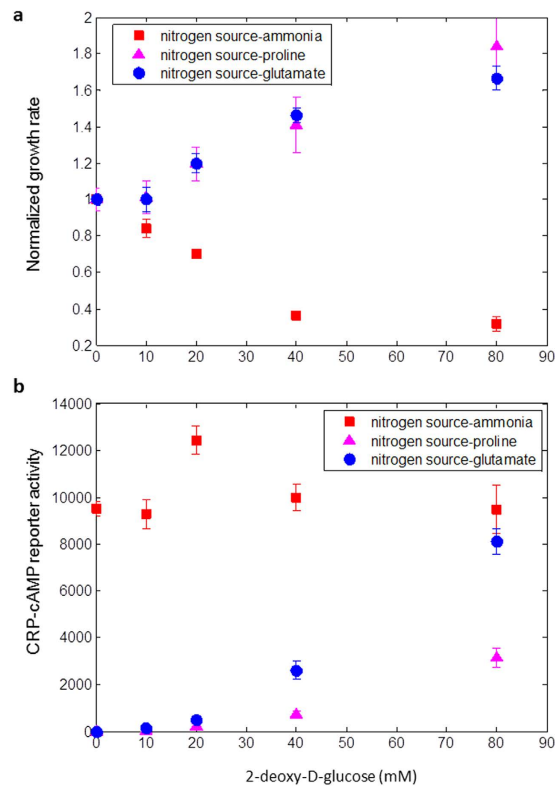 a
2
1.8
1.6
1.4
1.2
1
0.8
0.6
0.4
0.2
Normalized growth rate
nitrogen source-ammonia
nitrogen source-proline
nitrogen source-glutamate
0 10 20 30 40 50 60 70 80 90
b
14000
12000
10000
8000
6000
4000
2000
0
CRP-cAMP reporter activity
nitrogen source-ammonia
nitrogen source-proline
nitrogen source-glutamate
0 10 20 30 40 50 60 70 80 90
2-deoxy-D-glucose (mM)